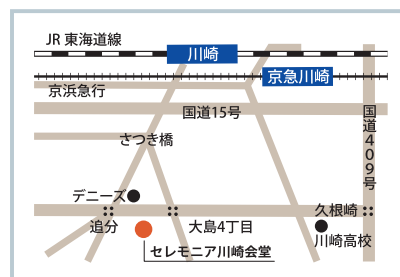 JR 東海道線
川崎
京急川崎
京浜急行
国道15号
国道409号
さつき橋
デニーズ
久根崎
追分
大島4丁目
川崎高校
セレモニア川崎会堂